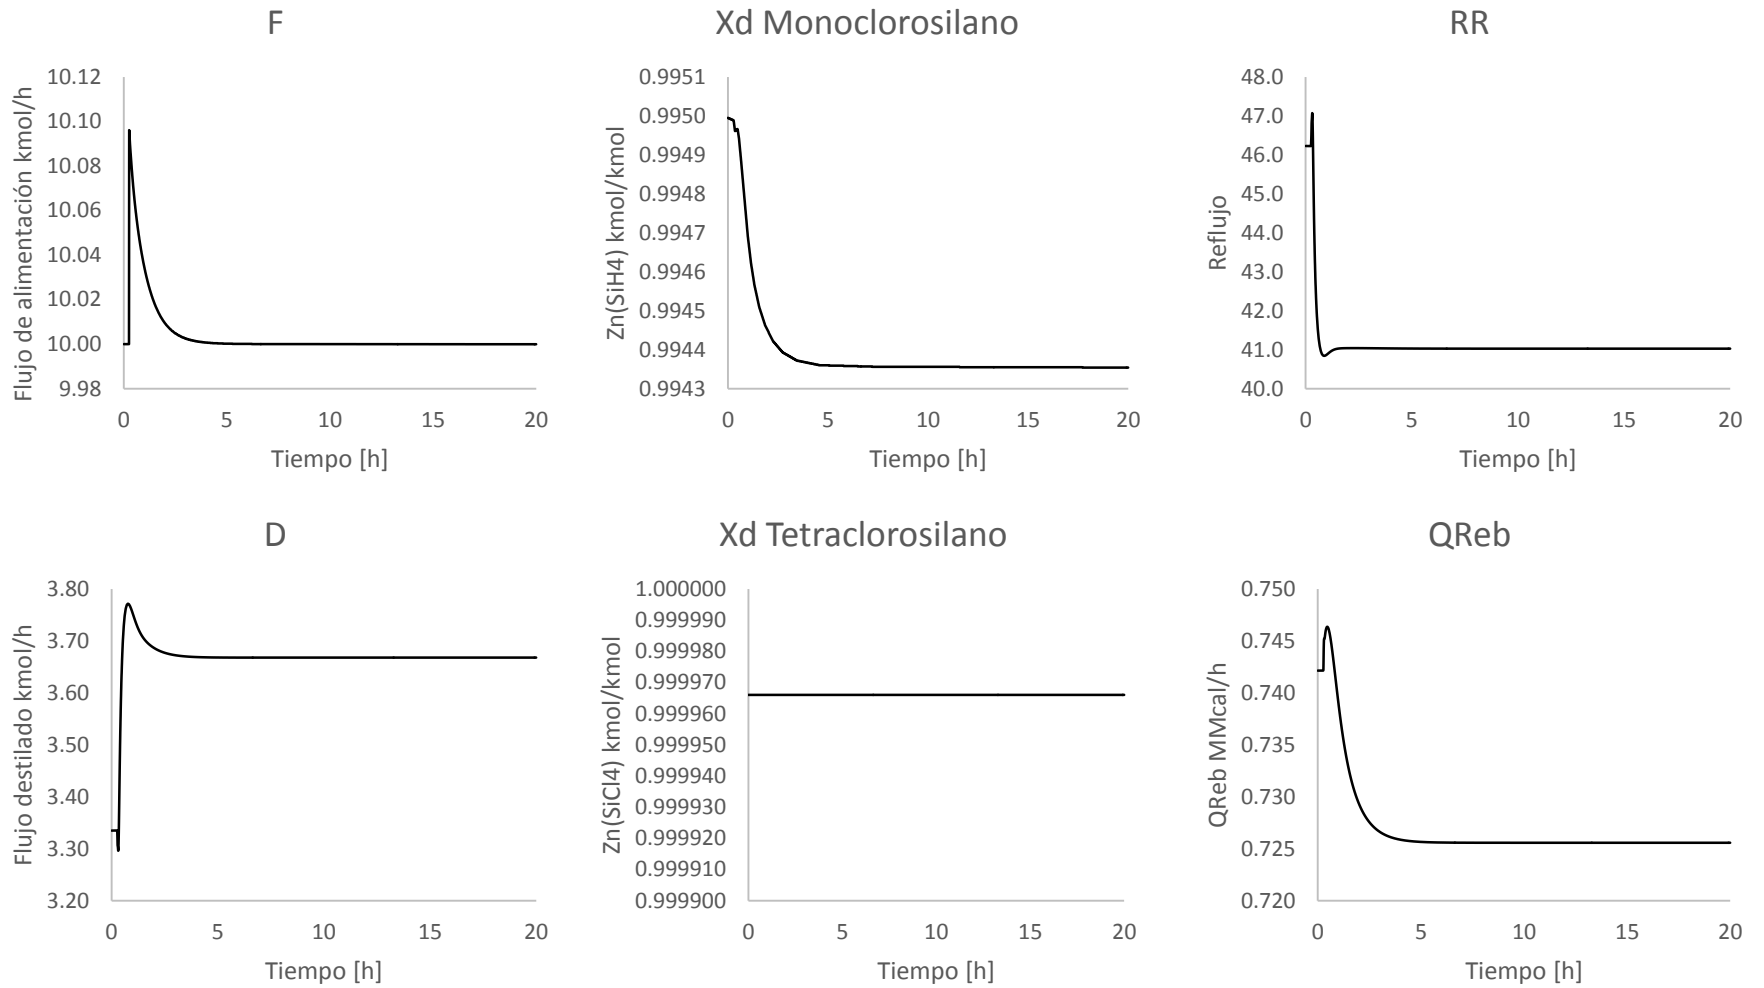 F
Flujo de alimentación kmol/h
10.12
10.10
10.08
10.06
10.04
10.02
10.00
9.98
0 5 10 15 20
Tiempo [h]
Xd Monoclorosilano
Zn(SiH4) kmol/kmol
0.9951
0.9950
0.9949
0.9948
0.9947
0.9946
0.9945
0.9944
0.9943
0 5 10 15 20
Tiempo [h]
RR
Reflujo
48.0
47.0
46.0
45.0
44.0
43.0
42.0
41.0
40.0
0 5 10 15 20
Tiempo [h]
D
Flujo destilado kmol/h
3.80
3.70
3.60
3.50
3.40
3.30
3.20
0 5 10 15 20
Tiempo [h]
Xd Tetraclorosilano
Zn(SiCl4) kmol/kmol
1.000000
0.999990
0.999980
0.999970
0.999960
0.999950
0.999940
0.999930
0.999920
0.999910
0.999900
0 5 10 15 20
Tiempo [h]
QReb
QReb MMcal/h
0.750
0.745
0.740
0.735
0.730
0.725
0.720
0 5 10 15 20
Tiempo [h]